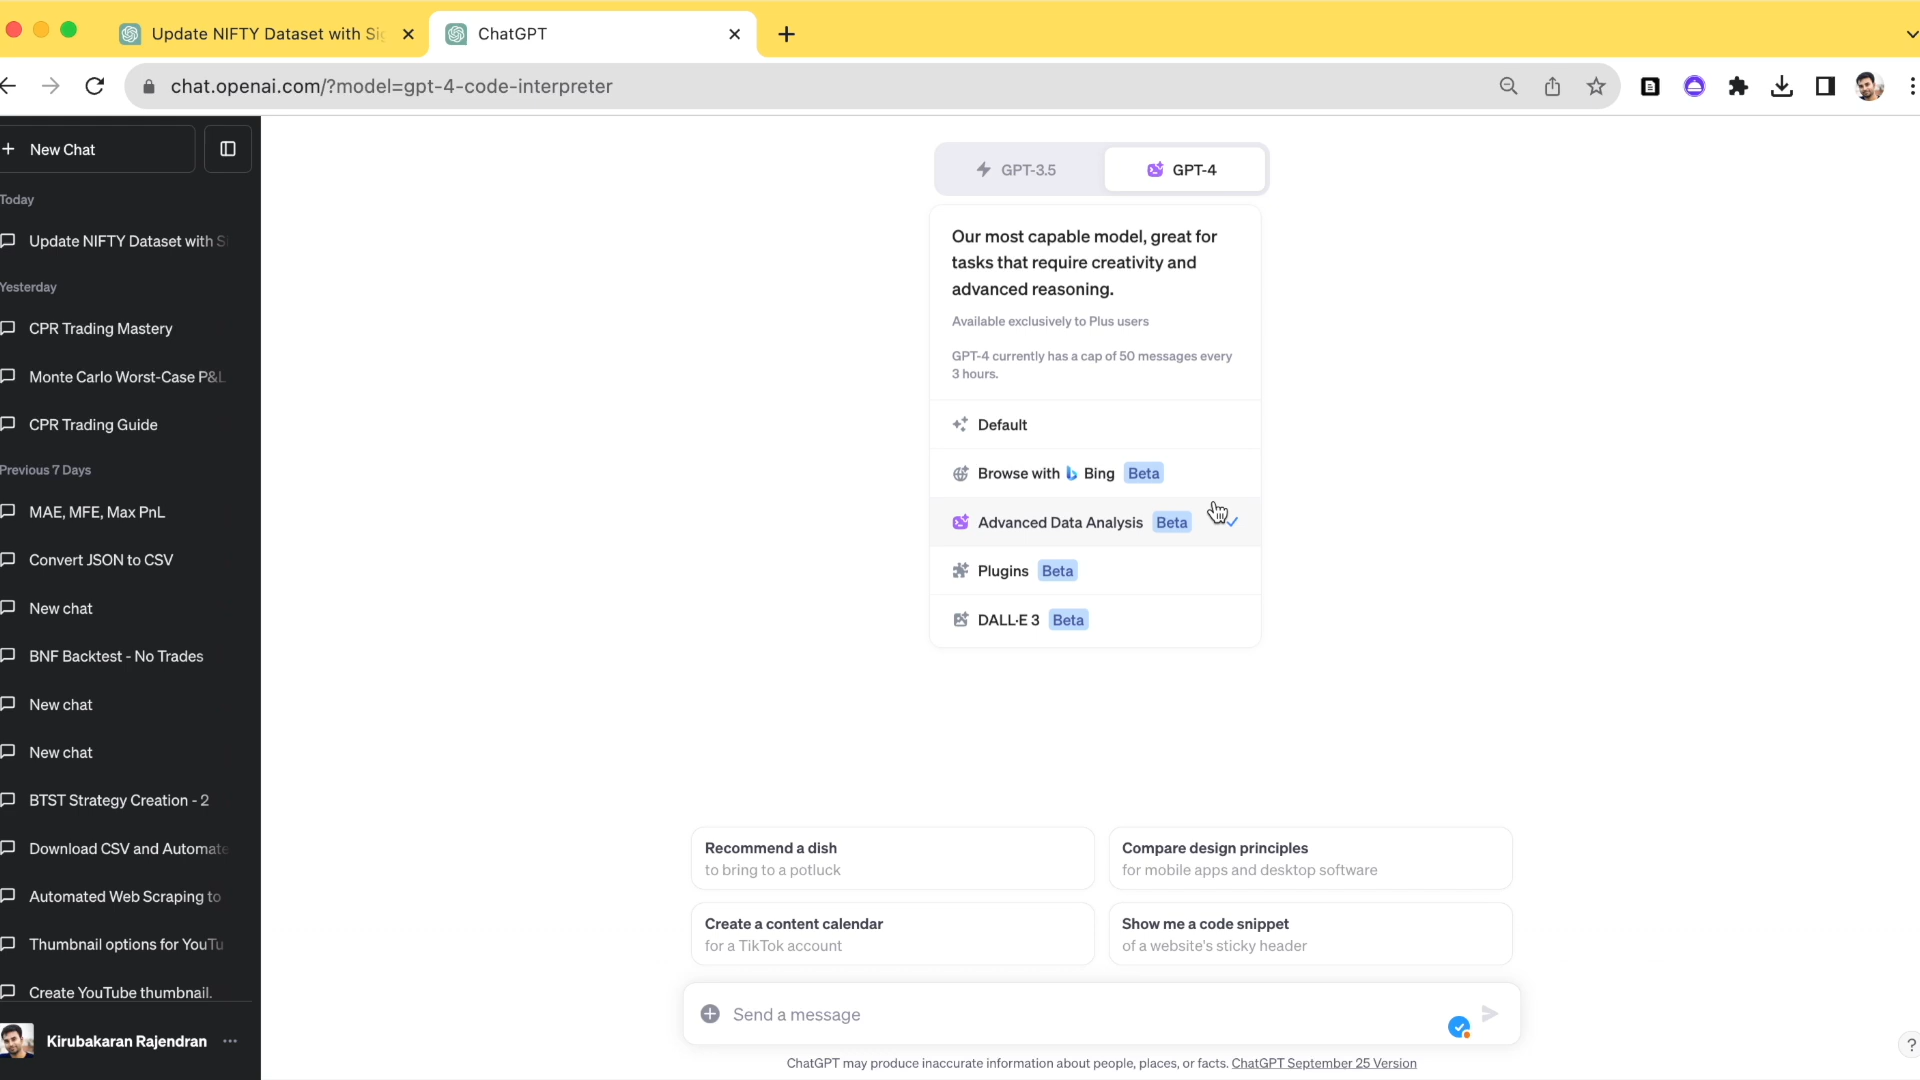 Update NIFTY Dataset with Si
ChatGPT
chat.openai.com/?model=gpt-4-code-interpreter
New Chat
Today
Update NIFTY Dataset with Si
Yesterday
CPR Trading Mastery
Monte Carlo Worst-Case P&L
CPR Trading Guide
Previous 7 Days
MAE, MFE, Max PnL
Convert JSON to CSV
New chat
BNF Backtest - No Trades
New chat
New chat
BTST Strategy Creation - 2
Download CSV and Automate
Automated Web Scraping to
Thumbnail options for YouTu
Create YouTube thumbnail.
Kirubakaran Rajendran
GPT-3.5
GPT-4
Our most capable model, great for
tasks that require creativity and
advanced reasoning.
Available exclusively to Plus users
GPT-4 currently has a cap of 50 messages every
3 hours.
Default
Browse with Bing Beta
Advanced Data Analysis Beta
Plugins Beta
DALL·E 3 Beta
Recommend a dish
to bring to a potluck
Compare design principles
for mobile apps and desktop software
Create a content calendar
for a TikTok account
Show me a code snippet
of a website's sticky header
Send a message
ChatGPT may produce inaccurate information about people, places, or facts. ChatGPT September 25 Version
?